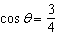 cos θ = 3/4